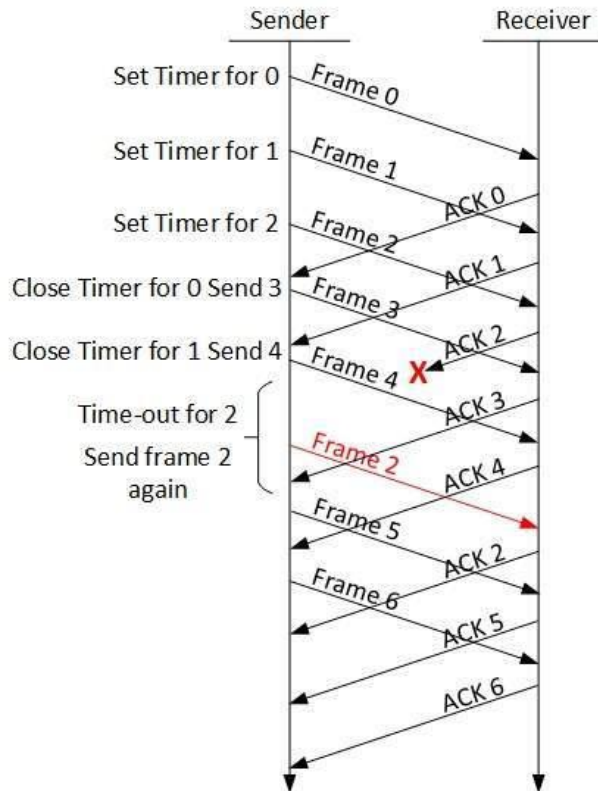 Sender
Receiver
Set Timer for 0
Frame 0
Set Timer for 1
Frame 1
ACK 0
Set Timer for 2
Frame 2
ACK 1
Close Timer for 0 Send 3
Frame 3
ACK 2
Close Timer for 1 Send 4
X
Frame 4
ACK 3
Time-out for 2
Send frame 2
again
Frame 2
ACK 4
Frame 5
ACK 2
Frame 6
ACK 5
ACK 6